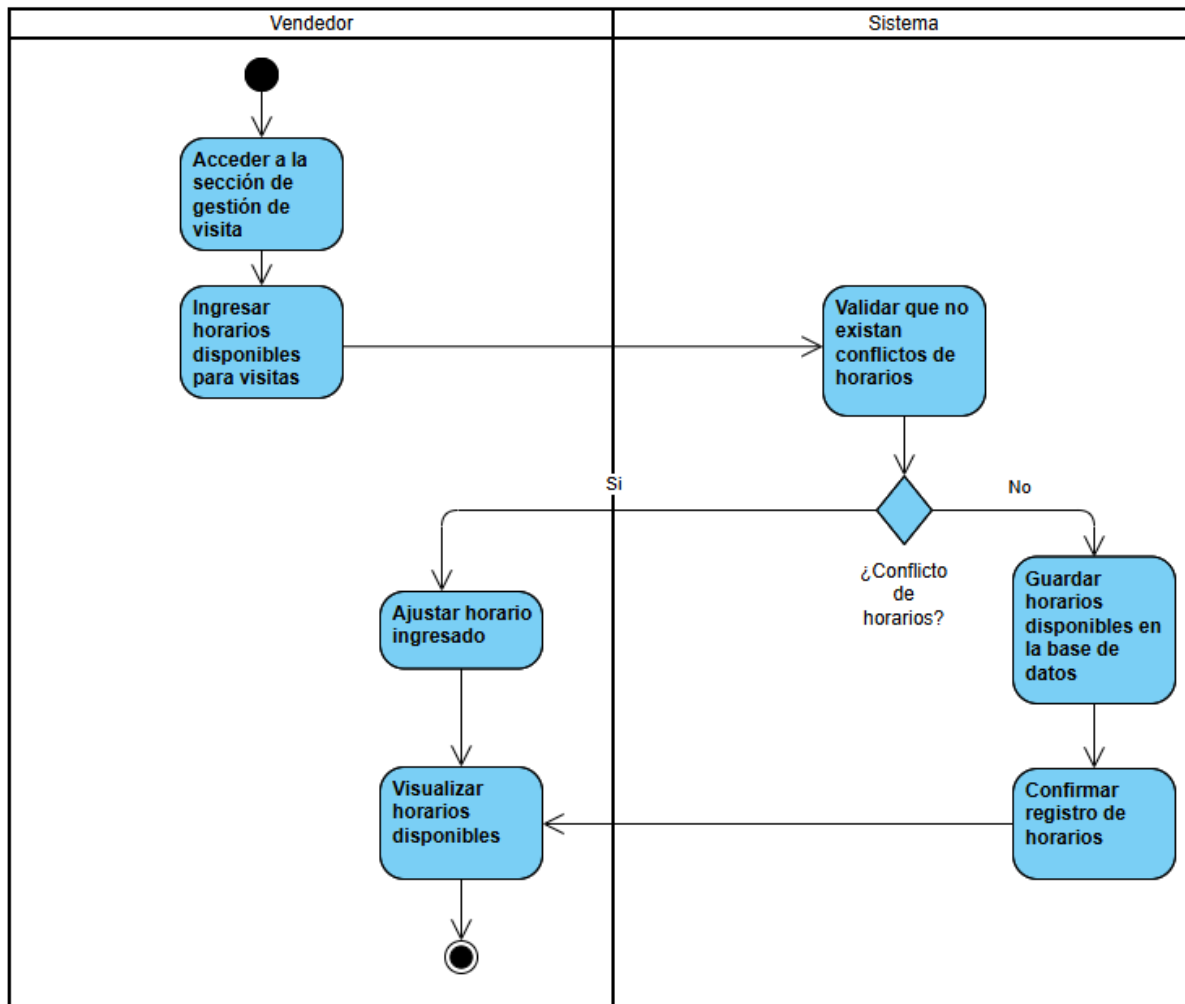 Vendedor
Sistema
Acceder a la
sección de
gestión de
visita
Ingresar
horarios
disponibles
para visitas
Validar que no
existan
conflictos de
horarios
Si
No
¿Conflicto
de
horarios?
Ajustar horario
ingresado
Guardar
horarios
disponibles en
la base de
datos
Visualizar
horarios
disponibles
Confirmar
registro de
horarios